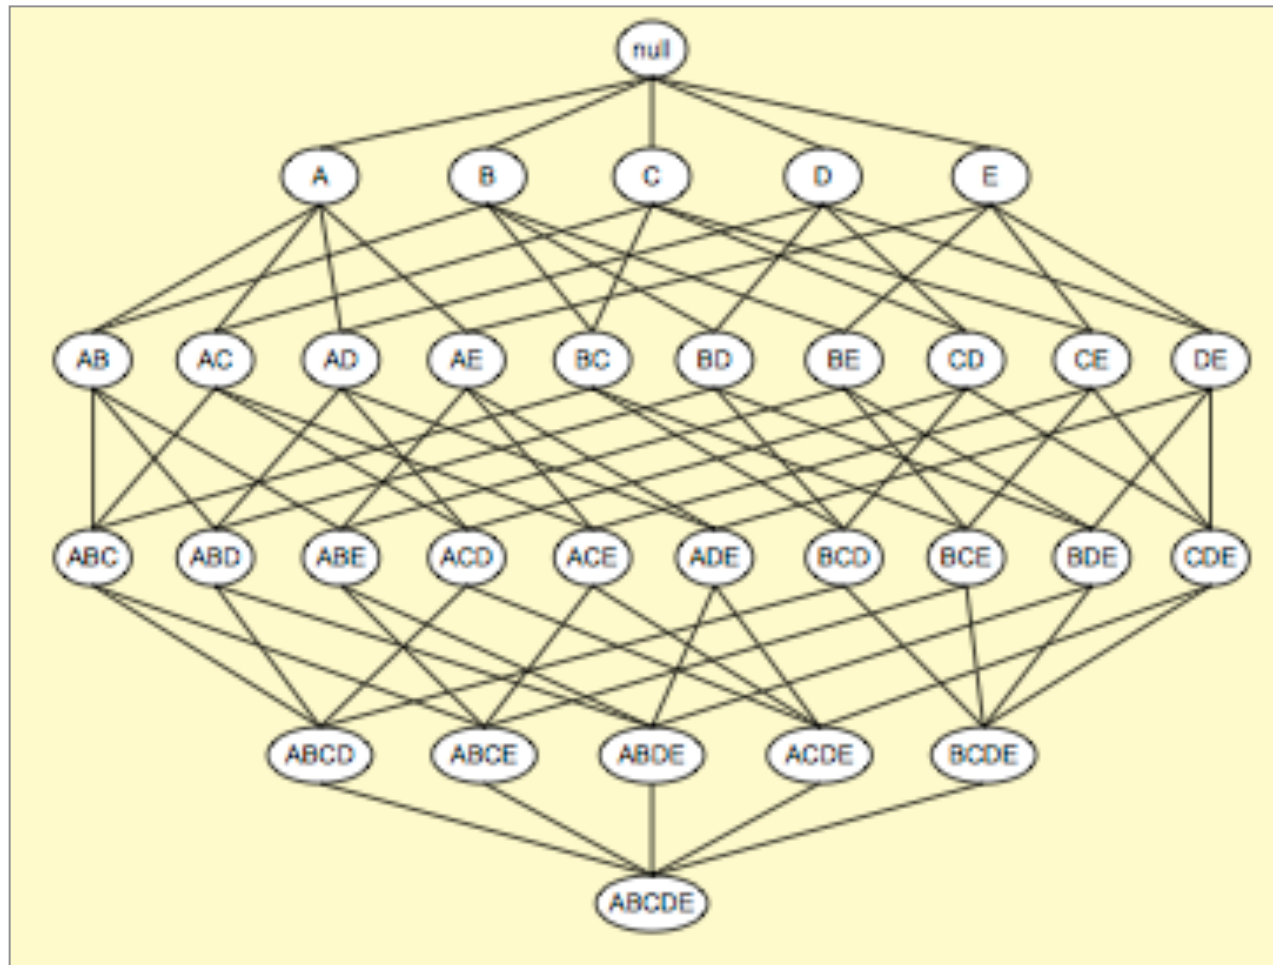 null
A B C D E
AB AC AD AE BC BD BE CD CE DE
ABC ABD ABE ACD ACE ADE BCD BCE BDE CDE
ABCD ABCE ABDE ACDE BCDE
ABCDE